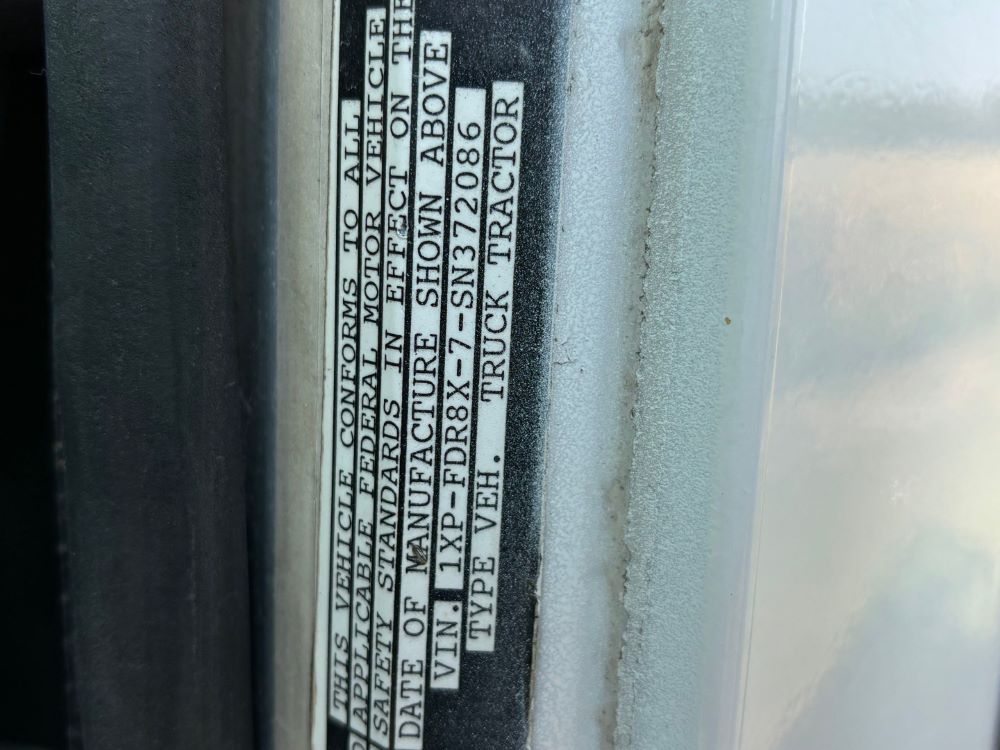 THIS VEHICLE CONFORMS TO ALL
APPLICABLE FEDERAL MOTOR VEHICLE
SAFETY STANDARDS IN EFFECT ON THE
DATE OF MANUFACTURE SHOWN ABOVE
VIN. 1XP-FDR8X-7-SN372086
TYPE VEH. TRUCK TRACTOR